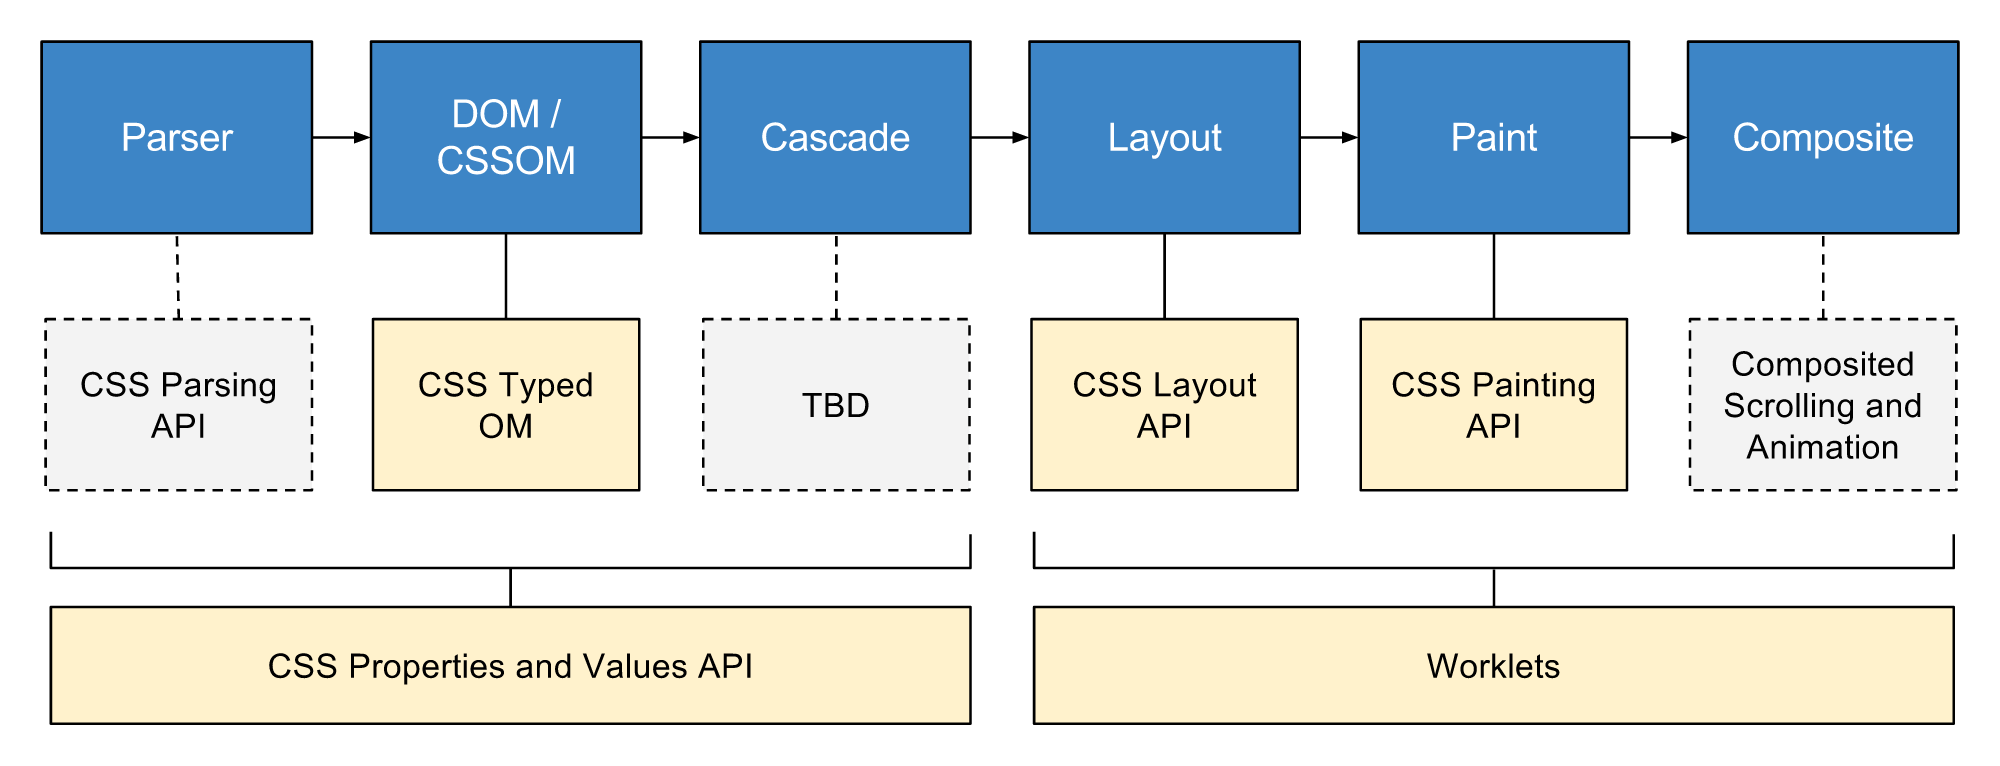 Parser
DOM /
CSSOM
Cascade
Layout
Paint
Composite
CSS Parsing
API
CSS Typed
OM
TBD
CSS Layout
API
CSS Painting
API
Composited
Scrolling and
Animation
CSS Properties and Values API
Worklets